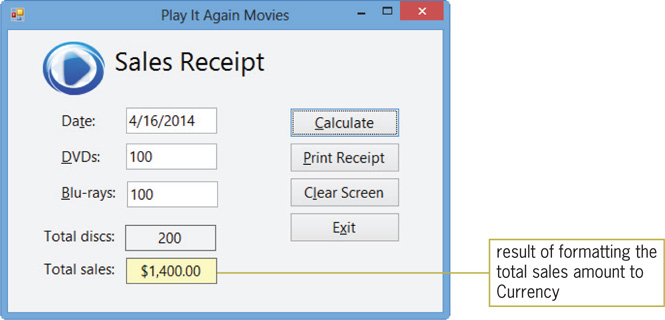 Play It Again Movies
Sales Receipt
Date: 4/16/2014
Calculate
DVDs: 100
Print Receipt
Blu-rays: 100
Clear Screen
Exit
Total discs: 200
Total sales: $1,400.00
result of formatting the
total sales amount to
Currency